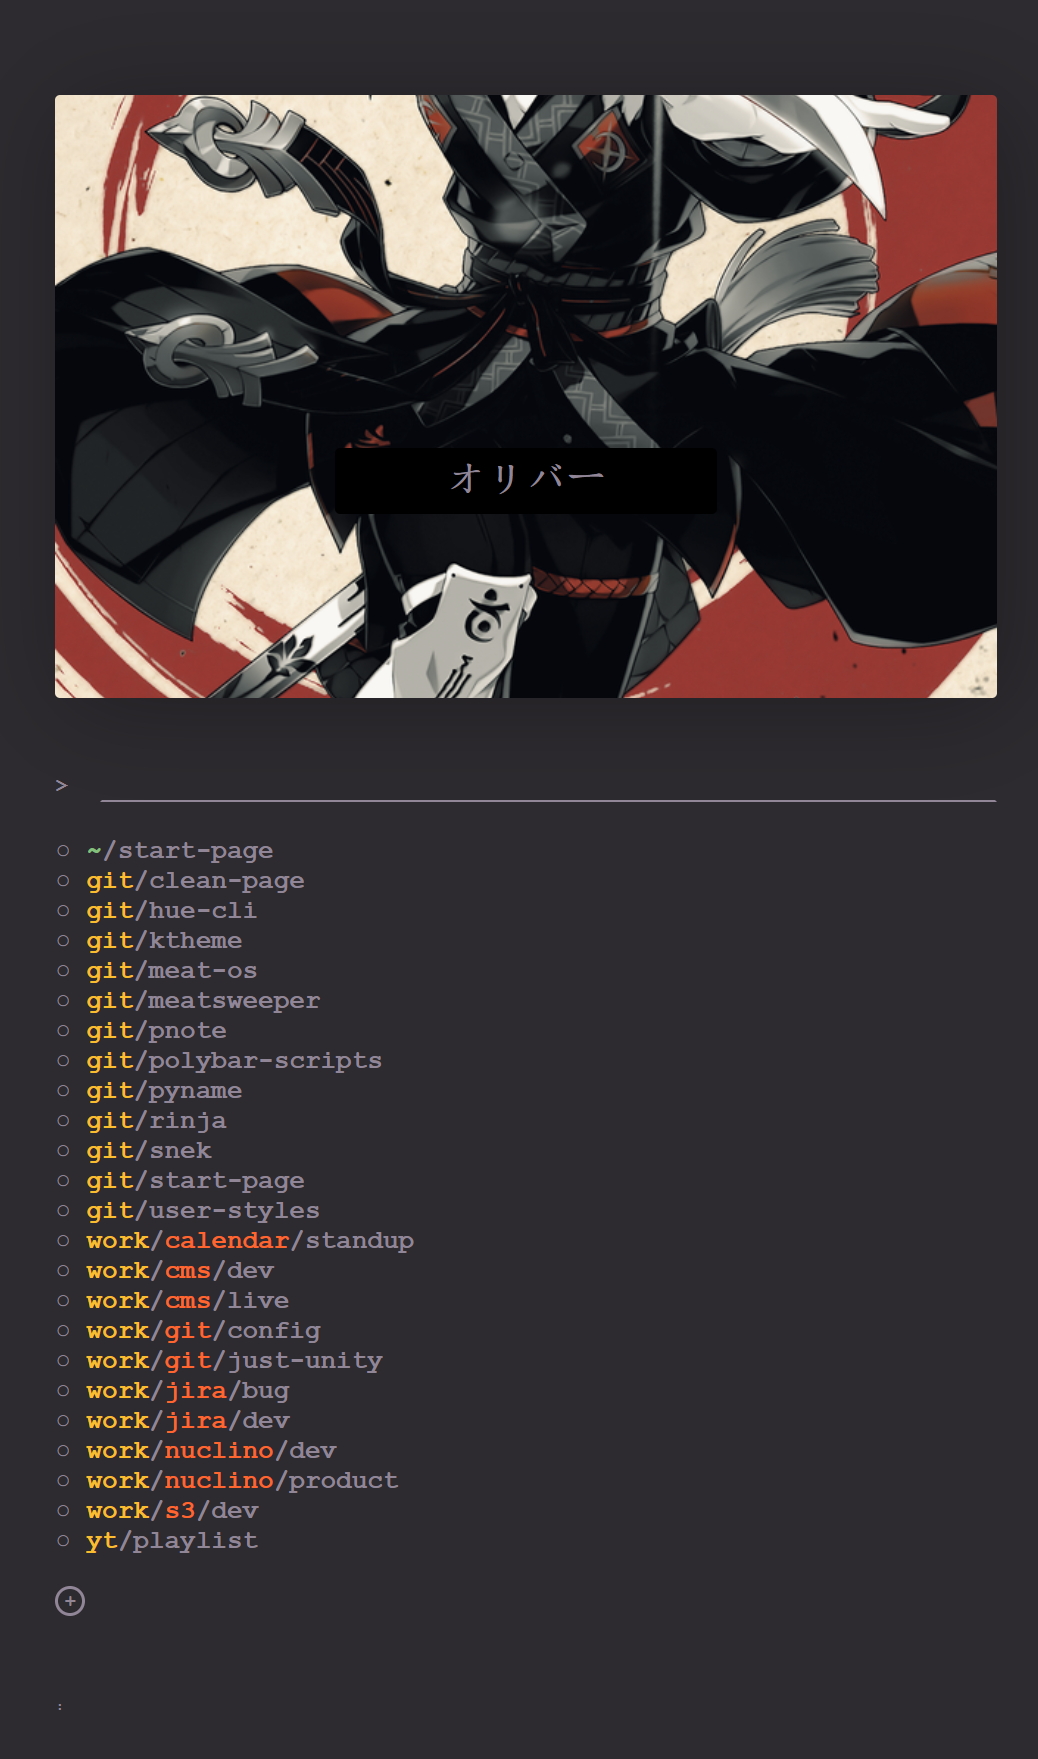 オリバー
>
~/start-page
git/clean-page
git/hue-cli
git/ktheme
git/meat-os
git/meatsweeper
git/pnote
git/polybar-scripts
git/pyname
git/rinja
git/snek
git/start-page
git/user-styles
work/calendar/standup
work/cms/dev
work/cms/live
work/git/config
work/git/just-unity
work/jira/bug
work/jira/dev
work/nuclino/dev
work/nuclino/product
work/s3/dev
yt/playlist
+
: